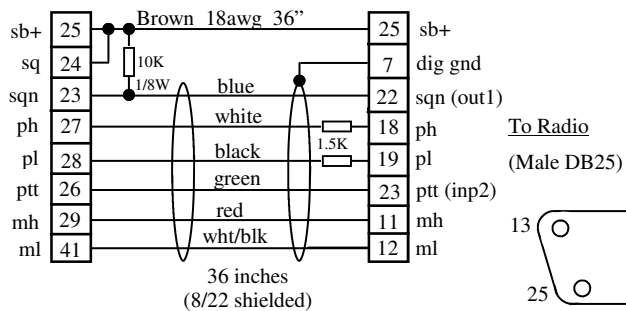 sb+ 25 Brown 18awg 36” 25 sb+
sq 24 10K 7 dig gnd
1/8W
sqn 23 blue 22 sqn (out1)
ph 27 white 18 ph
1.5K
pl 28 black 19 pl
ptt 26 green 23 ptt (inp2)
mh 29 red 11 mh
ml 41 wht/blk 12 ml
36 inches
(8/22 shielded)
To Radio
(Male DB25)
13
25